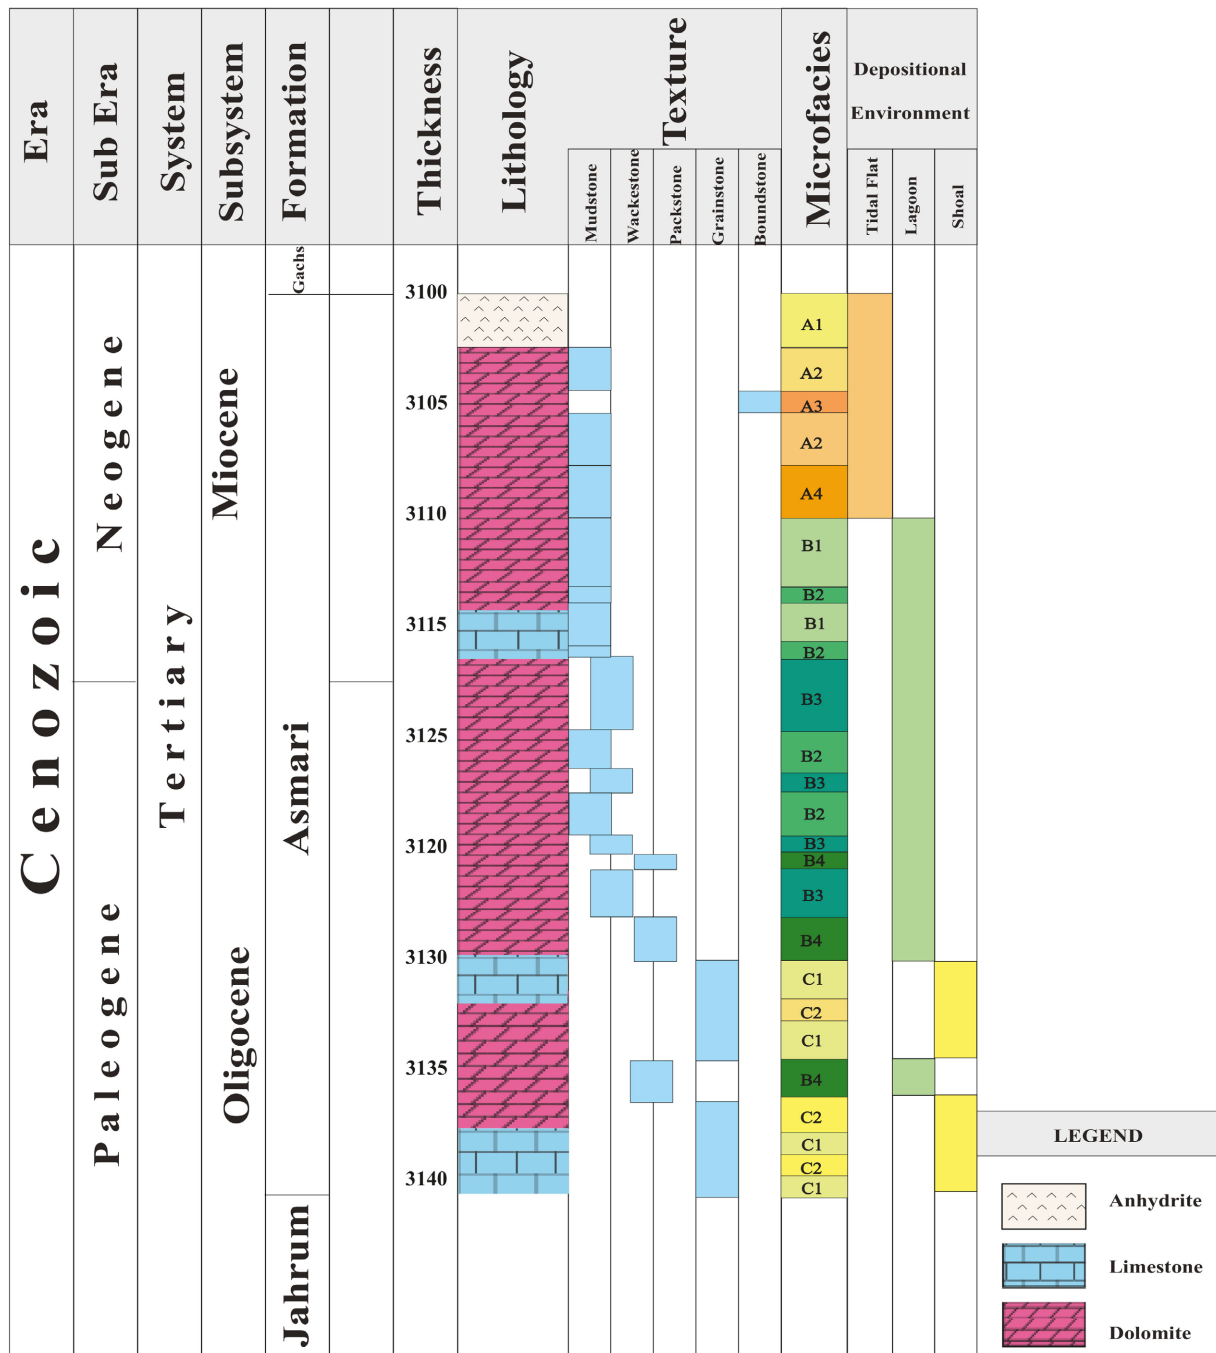 Era
Sub Era
System
Subsystem
Formation
Thickness
Lithology
Texture
Mudstone
Wackestone
Packstone
Grainstone
Boundstone
Microfacies
Depositional
Environment
Tidal Flat
Lagoon
Shoal
Cenozoic
Neogene
Paleogene
Tertiary
Miocene
Oligocene
Gachs
Asmari
Jahrum
3100
3105
3110
3115
3125
3120
3130
3135
3140
A1
A2
A3
A2
A4
B1
B2
B1
B2
B3
B2
B3
B2
B3
B4
B3
B4
C1
C2
C1
B4
C2
C1
C2
C1
LEGEND
Anhydrite
Limestone
Dolomite